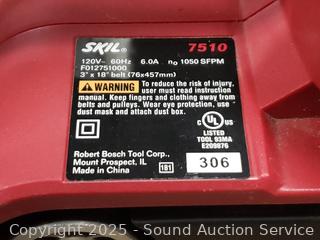 SKIL® 7510
120V~ 60Hz 6.0A n₀ 1050 SFPM
F012751000
3" x 18" belt (76x457mm)
WARNING To reduce the risk of injury,
user must read instruction
manual. Keep fingers and clothing away from
belts and pulleys. Wear eye protection, use
dust mask and attach dust box.
C UL US
LISTED
TOOL 93MA
E209876
Robert Bosch Tool Corp.,
Mount Prospect, IL
Made in China
181
306
Copyright © 2025 - Sound Auction Service